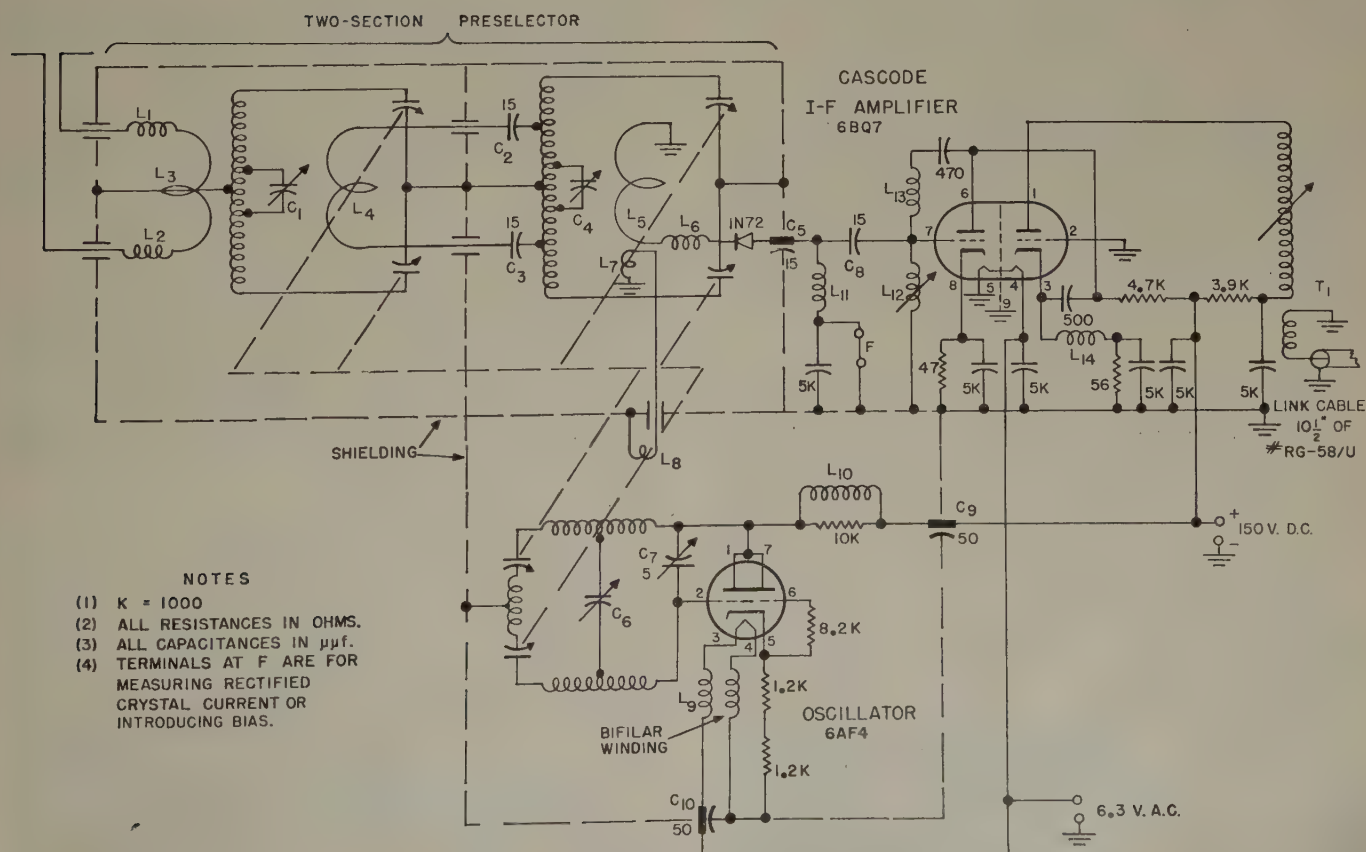 TWO-SECTION PRESELECTOR
CASCODE
I-F AMPLIFIER
6BQ7
L1
L2
L3
C1
L4
15
C2
15
C3
C4
L5
L6
L7
1N72
C5
15
15
C8
L11
F
5K
L13
470
L12
7
6
1
2
8
5
9
4
3
47
5K
5K
500
L14
56
5K
5K
4.7K
3.9K
5K
T1
LINK CABLE
10 1/2" OF
#RG-58/U
SHIELDING
L8
L10
10K
C9
50
+
150 V. D.C.
-
C7
5
C6
1
7
2
6
3
4
5
8.2K
L9
1.2K
1.2K
BIFILAR
WINDING
OSCILLATOR
6AF4
C10
50
6.3 V. A.C.
NOTES
(1) K = 1000
(2) ALL RESISTANCES IN OHMS.
(3) ALL CAPACITANCES IN µµf.
(4) TERMINALS AT F ARE FOR
MEASURING RECTIFIED
CRYSTAL CURRENT OR
INTRODUCING BIAS.